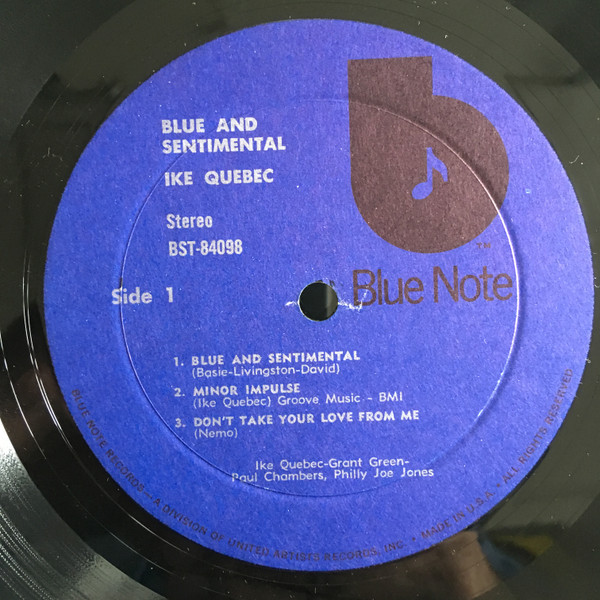 BLUE AND
SENTIMENTAL
IKE QUEBEC
Stereo
BST-84098
Side 1
b
TM
Blue Note
1. BLUE AND SENTIMENTAL
(Basie-Livingston-David)
2. MINOR IMPULSE
(Ike Quebec) Groove Music - BMI
3. DON'T TAKE YOUR LOVE FROM ME
(Nemo)
Ike Quebec-Grant Green-
Paul Chambers, Philly Joe Jones
BLUE NOTE RECORDS - A DIVISION OF UNITED ARTISTS RECORDS, INC. • MADE IN U.S.A. • ALL RIGHTS RESERVED